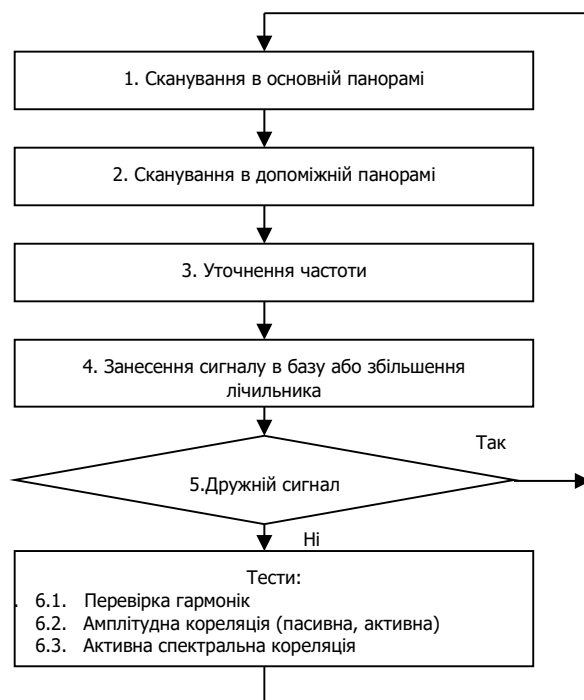 1. Сканування в основній панорамі
2. Сканування в допоміжній панорамі
3. Уточнення частоти
4. Занесення сигналу в базу або збільшення
лічильника
Так
5.Дружній сигнал
Ні
Тести:
. 6.1. Перевірка гармонік
6.2. Амплітудна кореляція (пасивна, активна)
6.3. Активна спектральна кореляція